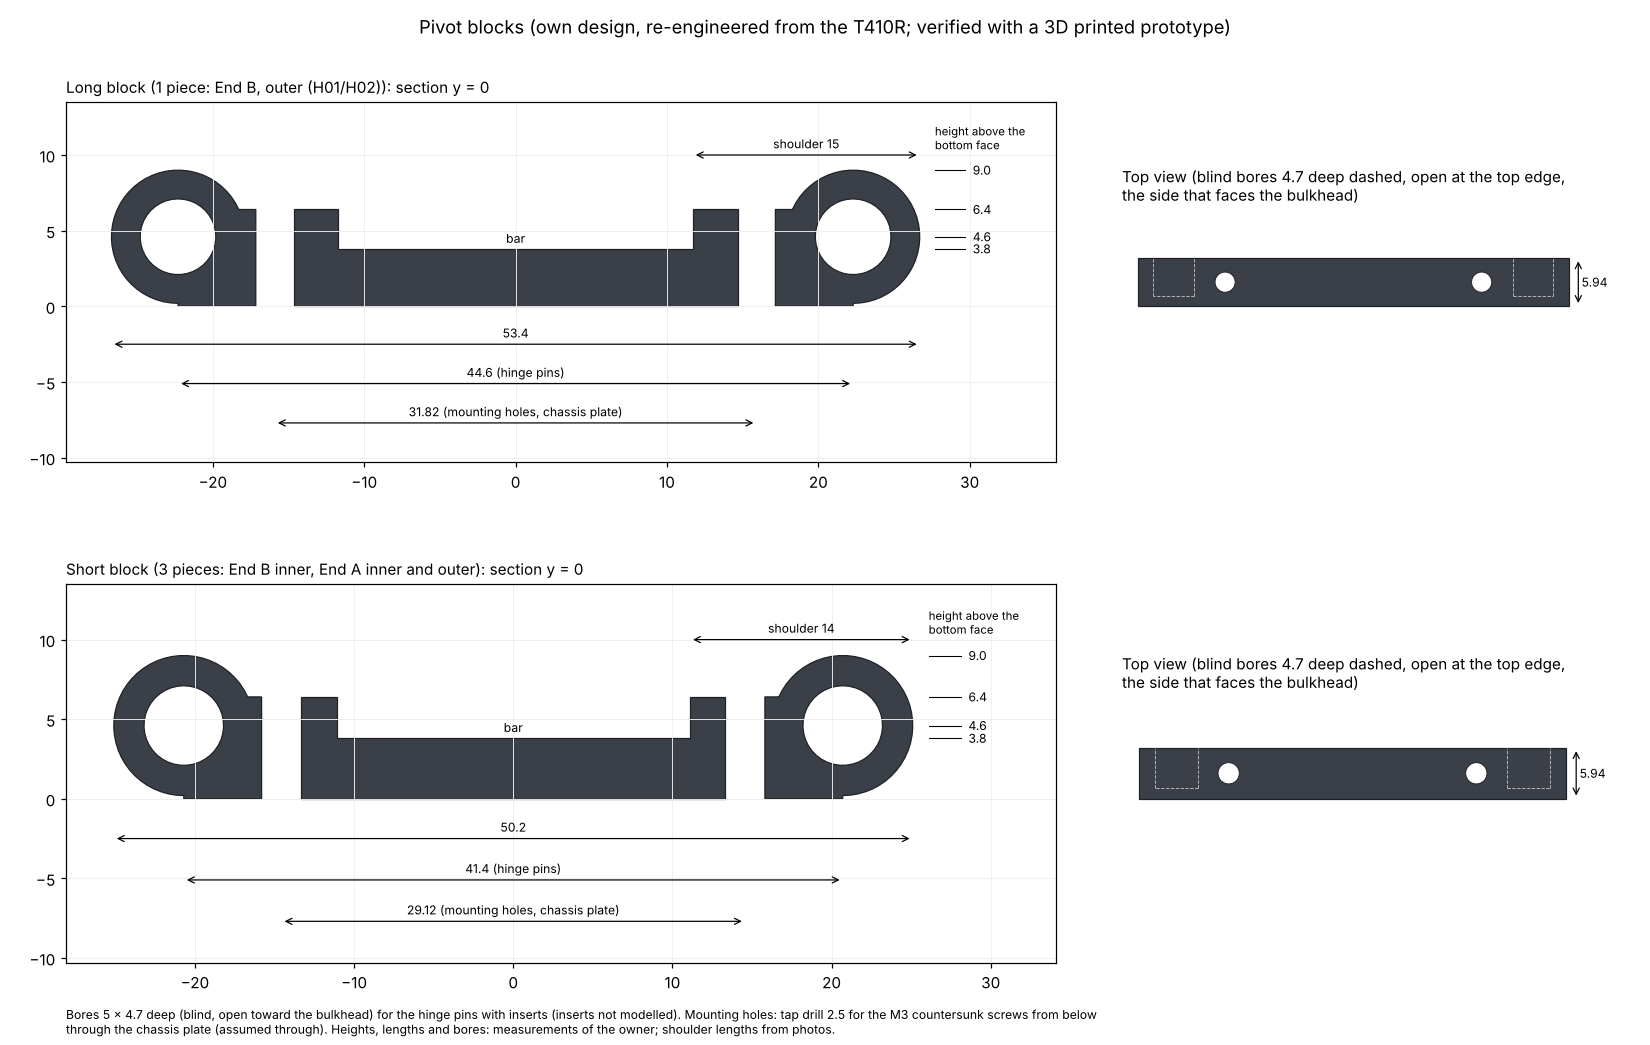 Pivot blocks (own design, re-engineered from the T410R; verified with a 3D printed prototype)
Long block (1 piece: End B, outer (H01/H02)): section y = 0
height above the
bottom face
shoulder 15
10
9.0
6.4
5
bar
4.6
3.8
0
53.4
44.6 (hinge pins)
−5
31.82 (mounting holes, chassis plate)
−10
−20
−10
0
10
20
30
Top view (blind bores 4.7 deep dashed, open at the top edge,
the side that faces the bulkhead)
5.94
Short block (3 pieces: End B inner, End A inner and outer): section y = 0
height above the
bottom face
shoulder 14
10
9.0
6.4
5
bar
4.6
3.8
0
50.2
41.4 (hinge pins)
−5
29.12 (mounting holes, chassis plate)
−10
−20
−10
0
10
20
30
Top view (blind bores 4.7 deep dashed, open at the top edge,
the side that faces the bulkhead)
5.94
Bores 5 × 4.7 deep (blind, open toward the bulkhead) for the hinge pins with inserts (inserts not modelled). Mounting holes: tap drill 2.5 for the M3 countersunk screws from below
through the chassis plate (assumed through). Heights, lengths and bores: measurements of the owner; shoulder lengths from photos.